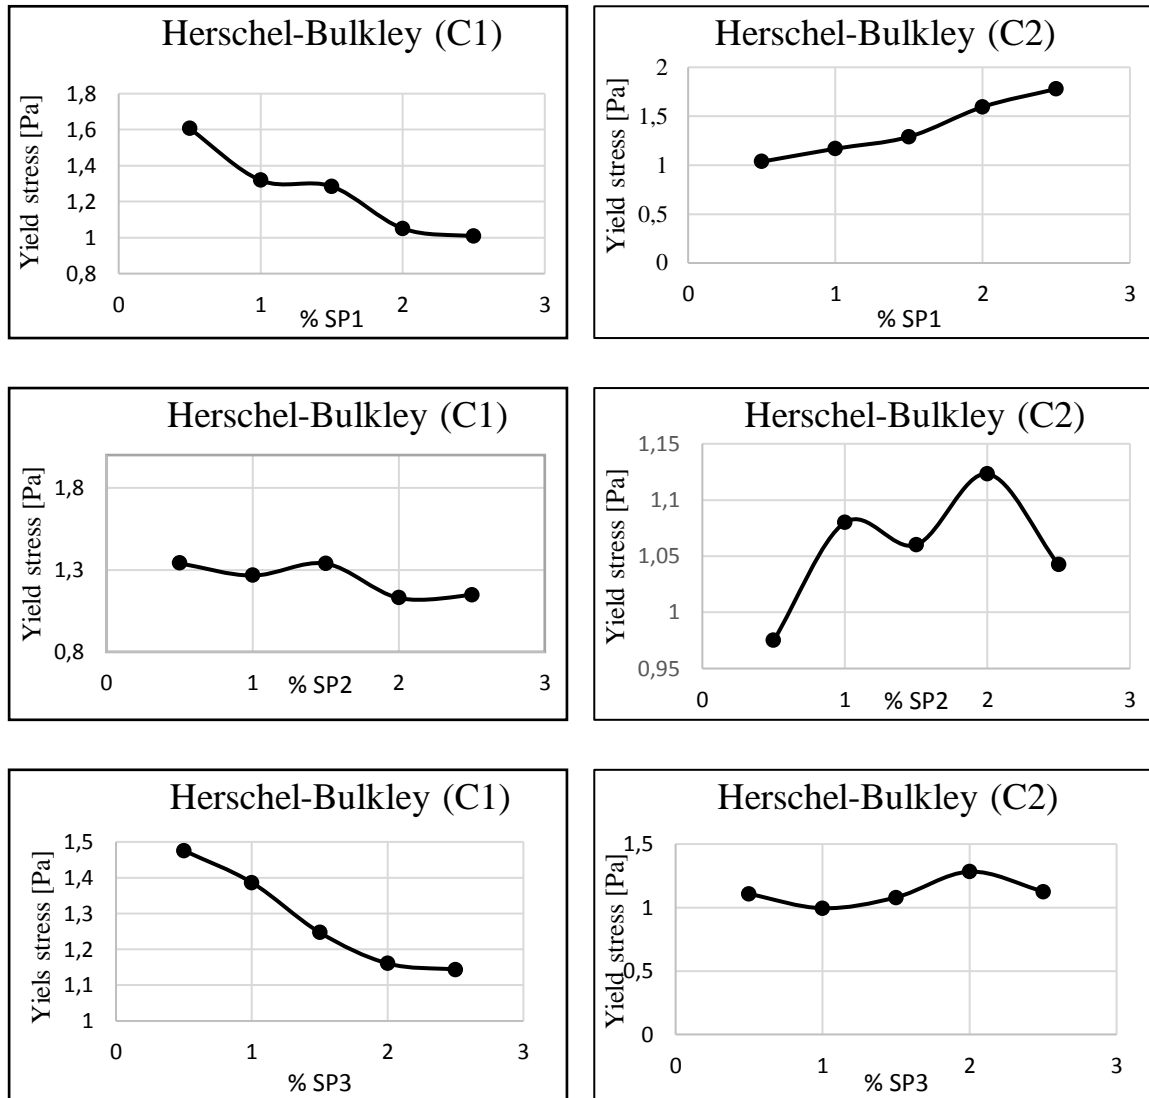 Herschel-Bulkley (C1)
Yield stress [Pa]
1,8
1,6
1,4
1,2
1
0,8
0 1 2 3
% SP1
Herschel-Bulkley (C2)
Yield stress [Pa]
2
1,5
1
0,5
0
0 1 2 3
% SP1
Herschel-Bulkley (C1)
Yield stress [Pa]
1,8
1,3
0,8
0 1 2 3
% SP2
Herschel-Bulkley (C2)
Yield stress [Pa]
1,15
1,1
1,05
1
0,95
0 1 2 3
% SP2
Herschel-Bulkley (C1)
Yiels stress [Pa]
1,5
1,4
1,3
1,2
1,1
1
0 1 2 3
% SP3
Herschel-Bulkley (C2)
Yield stress [Pa]
1,5
1
0,5
0
0 1 2 3
% SP3